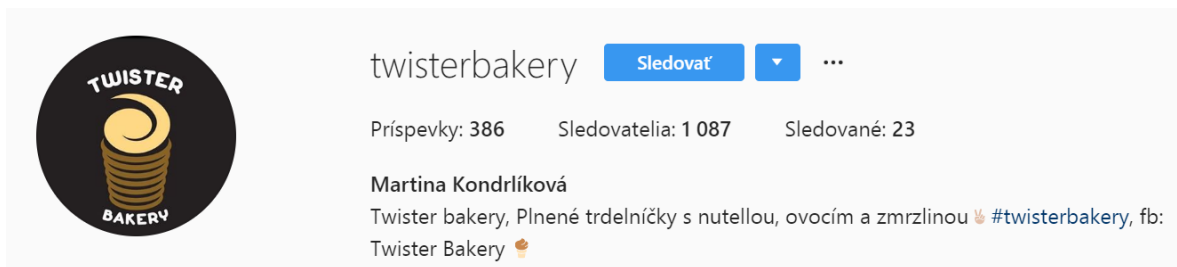 TWISTER
BAKERY
twisterbakery Sledovať ...
Príspevky: 386 Sledovatelia: 1 087 Sledované: 23
Martina Kondrlíková
Twister bakery, Plnené trdelníčky s nutellou, ovocím a zmrzlinou✌🏻 #twisterbakery, fb:
Twister Bakery